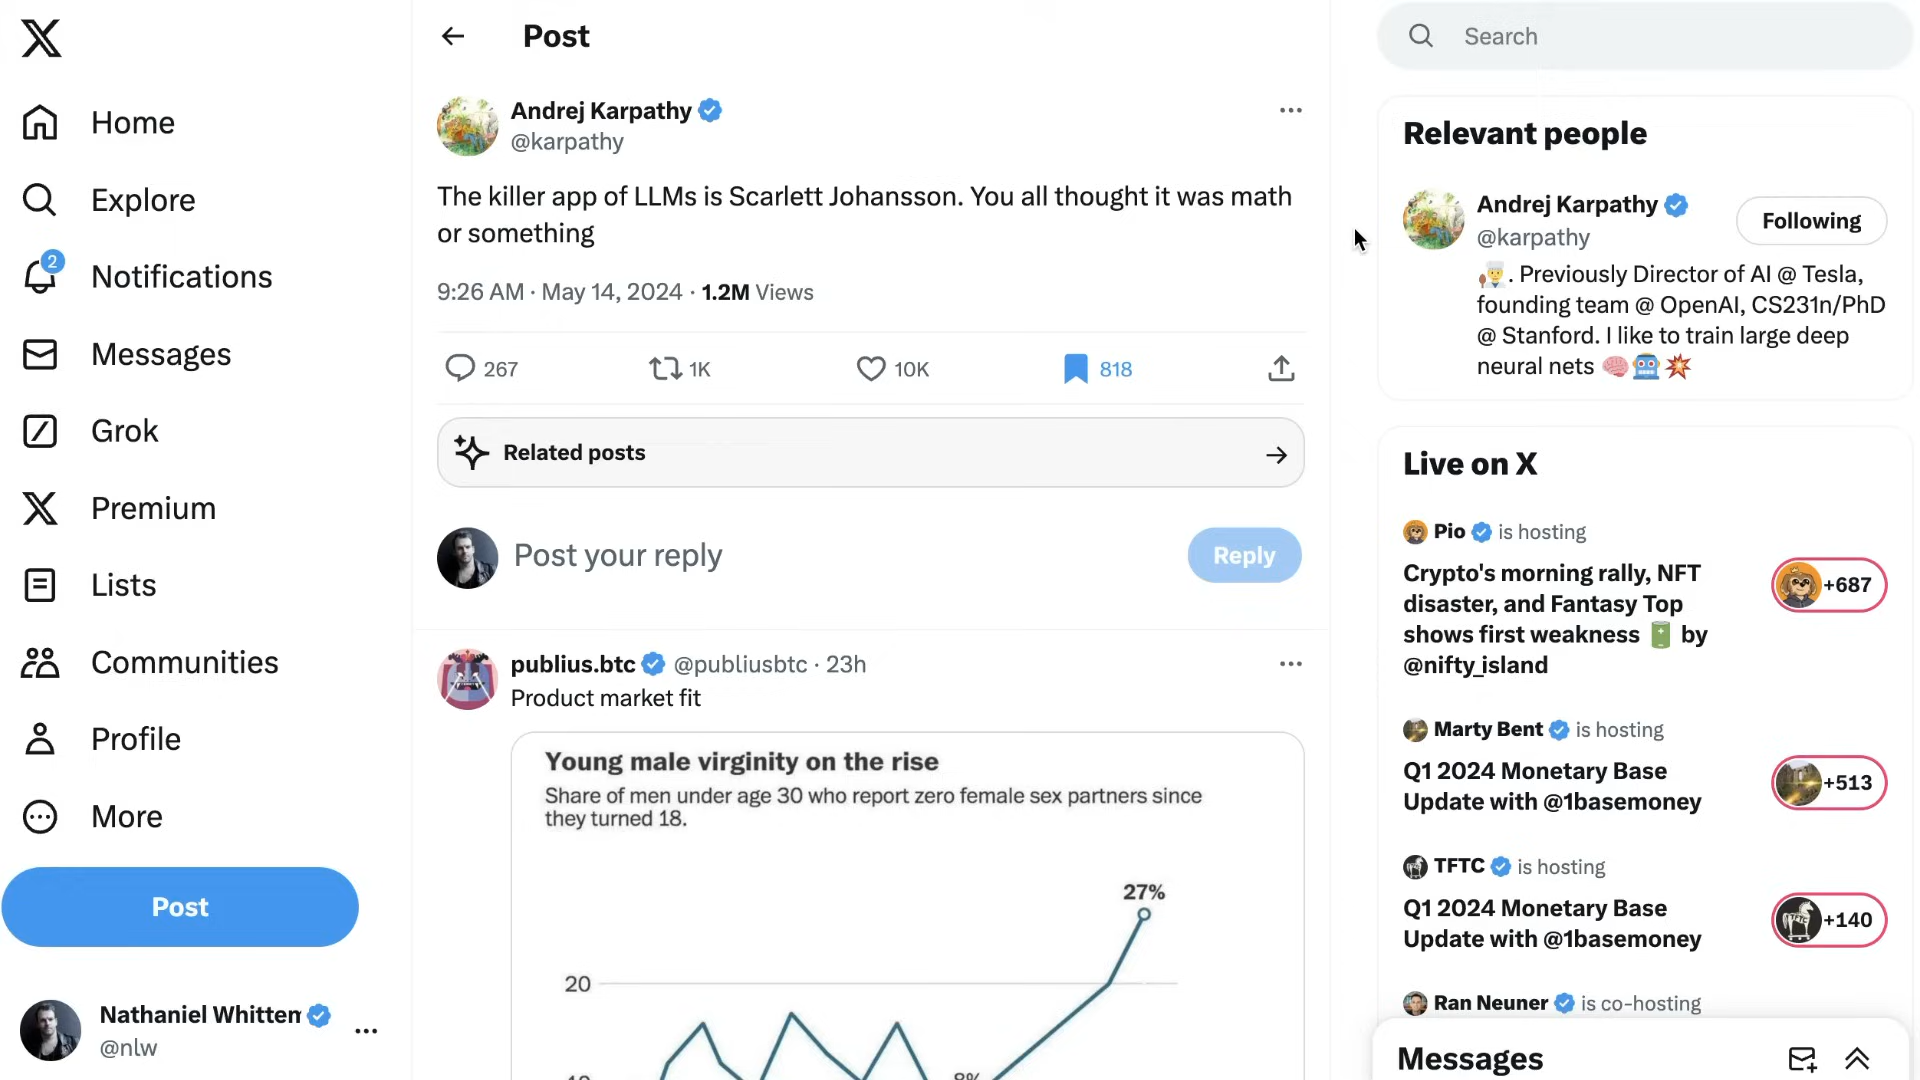 Home
Explore
2
Notifications
Messages
Grok
Premium
Lists
Communities
Profile
More
Post
Nathaniel Whitten
@nlw
Post
Andrej Karpathy
@karpathy
The killer app of LLMs is Scarlett Johansson. You all thought it was math
or something
9:26 AM · May 14, 2024 · 1.2M Views
267
1K
10K
818
Related posts
Post your reply
Reply
publius.btc @publiusbtc · 23h
Product market fit
Young male virginity on the rise
Share of men under age 30 who report zero female sex partners since
they turned 18.
27%
20
8%
Search
Relevant people
Andrej Karpathy
@karpathy
Following
. Previously Director of AI @ Tesla,
founding team @ OpenAI, CS231n/PhD
@ Stanford. I like to train large deep
neural nets
Live on X
Pio is hosting
Crypto's morning rally, NFT
disaster, and Fantasy Top
shows first weakness by
@nifty_island
+687
Marty Bent is hosting
Q1 2024 Monetary Base
Update with @1basemoney
+513
TFTC is hosting
Q1 2024 Monetary Base
Update with @1basemoney
+140
Ran Neuner is co-hosting
Messages